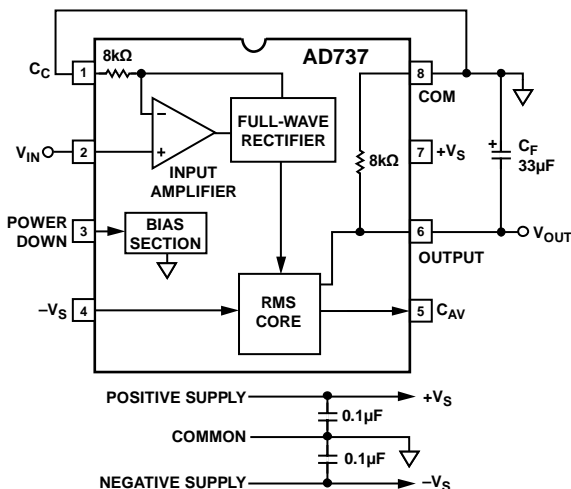 AD737
8kΩ
C_C
1
8
COM
FULL-WAVE
RECTIFIER
−
+
INPUT
AMPLIFIER
V_IN
2
8kΩ
7
+V_S
+
C_F
33µF
POWER
DOWN
3
BIAS
SECTION
6
OUTPUT
V_OUT
−V_S
4
RMS
CORE
5
C_AV
POSITIVE SUPPLY
+V_S
0.1µF
COMMON
0.1µF
NEGATIVE SUPPLY
−V_S